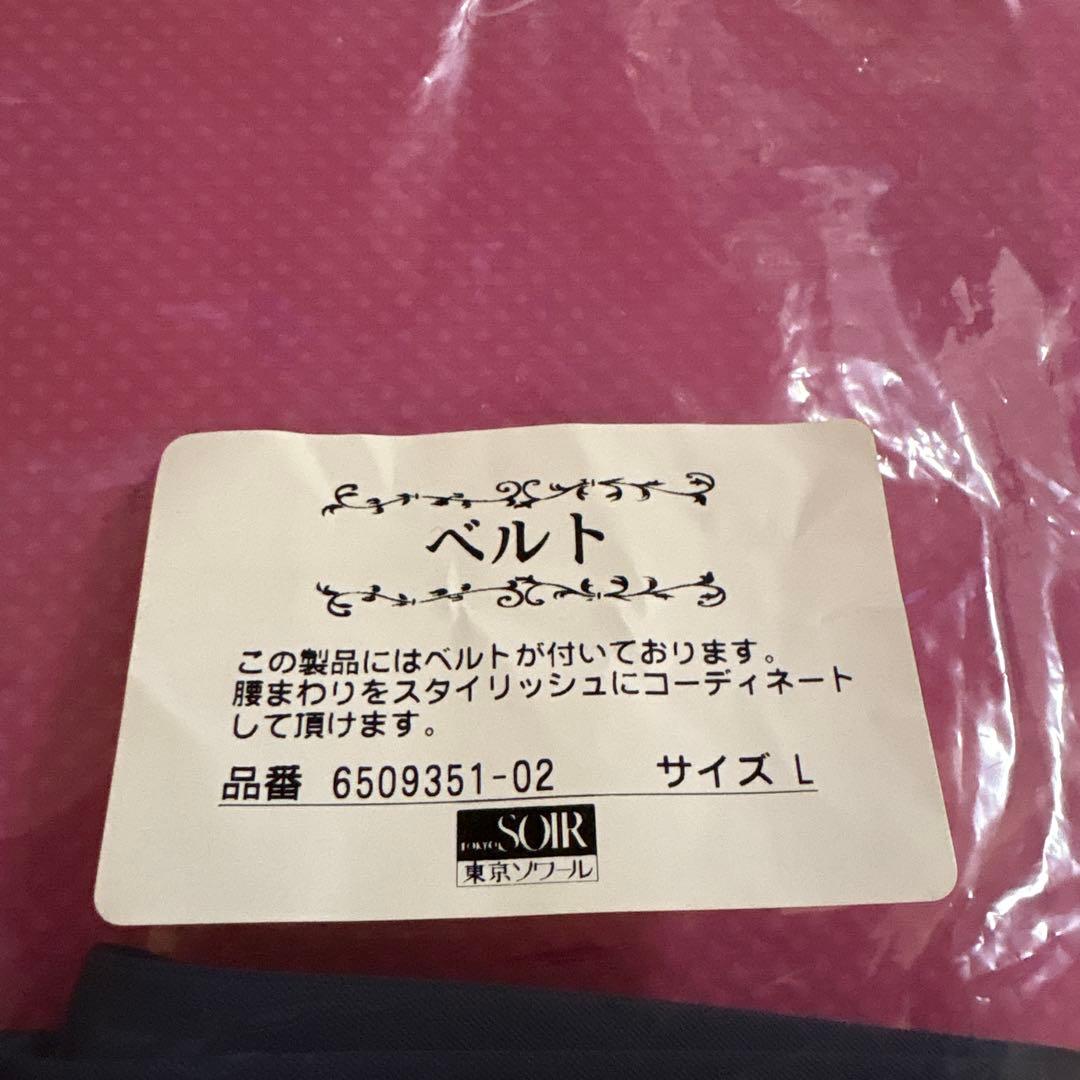 ベルト
この製品にはベルトが付いております。
腰まわりをスタイリッシュにコーディネート
して頂けます。
品番 6509351-02 サイズ L
TOKYO SOIR
東京ソワール